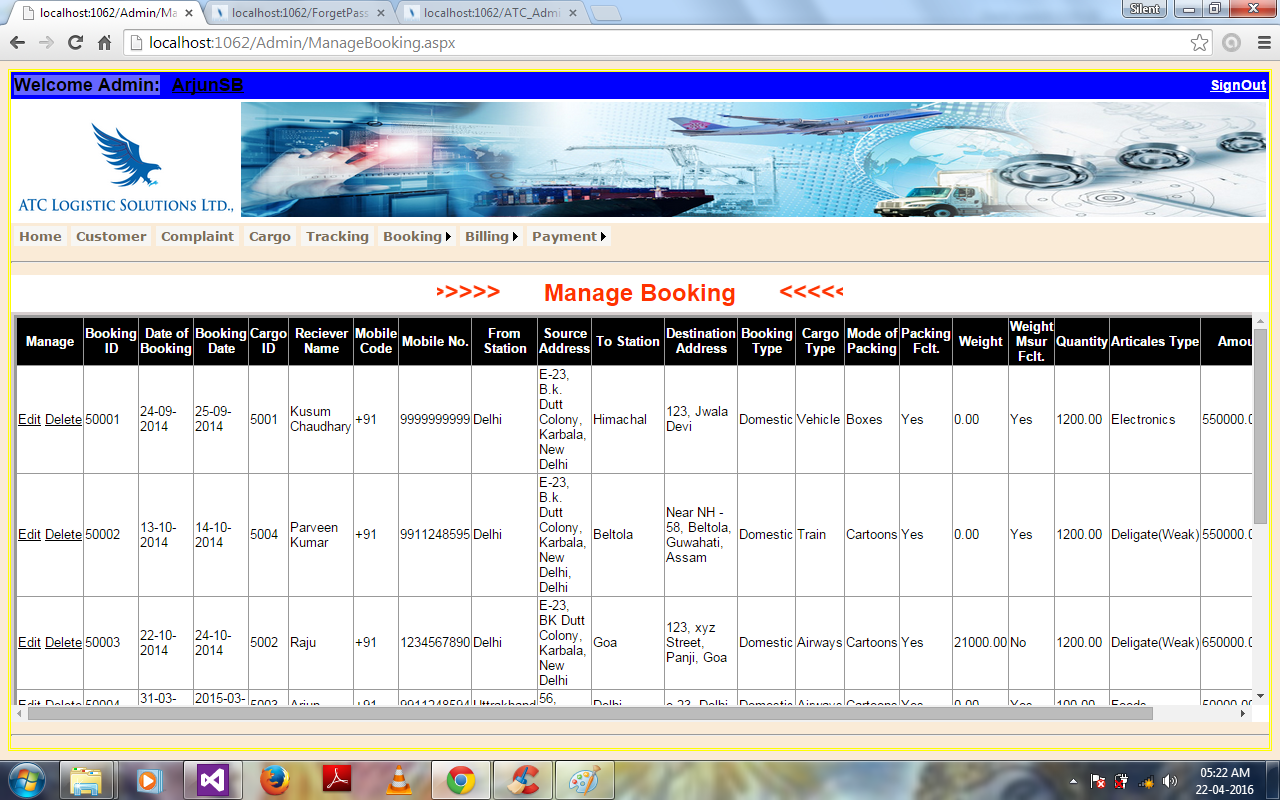 localhost:1062/Admin/Ma
localhost:1062/ForgetPass
localhost:1062/ATC_Admi
Silent
localhost:1062/Admin/ManageBooking.aspx
Welcome Admin: ArjunSB
SignOut
CARGO
ATC LOGISTIC SOLUTIONS LTD.,
Home Customer Complaint Cargo Tracking Booking Billing Payment
>>>>> Manage Booking <<<<<
Manage Booking ID Date of Booking Booking Date Cargo ID Reciever Name Mobile Code Mobile No. From Station Source Address To Station Destination Address Booking Type Cargo Type Mode of Packing Packing Fclt. Weight Weight Msur Fclt. Quantity Articales Type Amou
Edit Delete 50001 24-09-2014 25-09-2014 5001 Kusum Chaudhary +91 9999999999 Delhi E-23, B.k. Dutt Colony, Karbala, New Delhi Himachal 123, Jwala Devi Domestic Vehicle Boxes Yes 0.00 Yes 1200.00 Electronics 550000.0
Edit Delete 50002 13-10-2014 14-10-2014 5004 Parveen Kumar +91 9911248595 Delhi E-23, B.k. Dutt Colony, Karbala, New Delhi, Delhi Beltola Near NH - 58, Beltola, Guwahati, Assam Domestic Train Cartoons Yes 0.00 Yes 1200.00 Deligate(Weak) 550000.0
Edit Delete 50003 22-10-2014 24-10-2014 5002 Raju +91 1234567890 Delhi E-23, BK Dutt Colony, Karbala, New Delhi Goa 123, xyz Street, Panji, Goa Domestic Airways Cartoons Yes 21000.00 No 1200.00 Deligate(Weak) 650000.0
Edit Delete 50004 31-03- 2015-03- 5003 Arjun +91 9911248594 Uttrakhand 56, Delhi e-23, Delhi Domestic Airways Cartoons Yes 0.00 Yes 100.00 Foods 50000.00
05:22 AM
22-04-2016